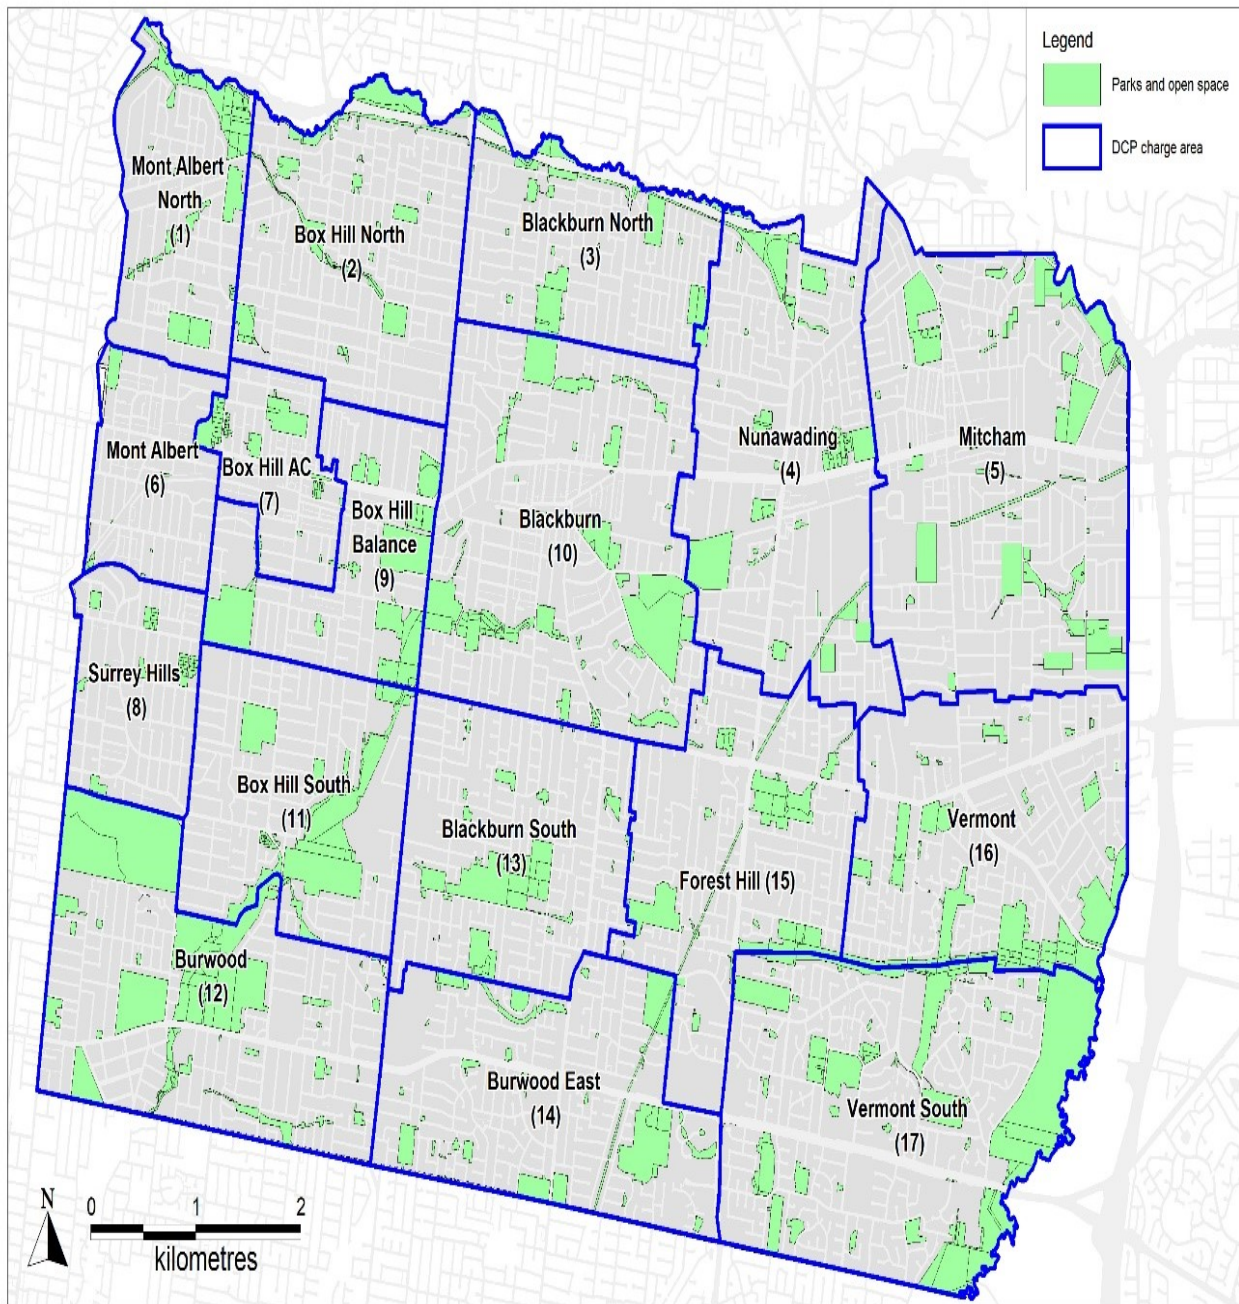 Legend
Parks and open space
DCP charge area
Mont Albert
North
(1)
Box Hill North
(2)
Blackburn North
(3)
Nunawading
(4)
Mitcham
(5)
Mont Albert
(6)
Box Hill AC
(7)
Box Hill
Balance
(9)
Blackburn
(10)
Surrey Hills
(8)
Box Hill South
(11)
Blackburn South
(13)
Forest Hill (15)
Vermont
(16)
Burwood
(12)
Burwood East
(14)
Vermont South
(17)
N
0 1 2
kilometres